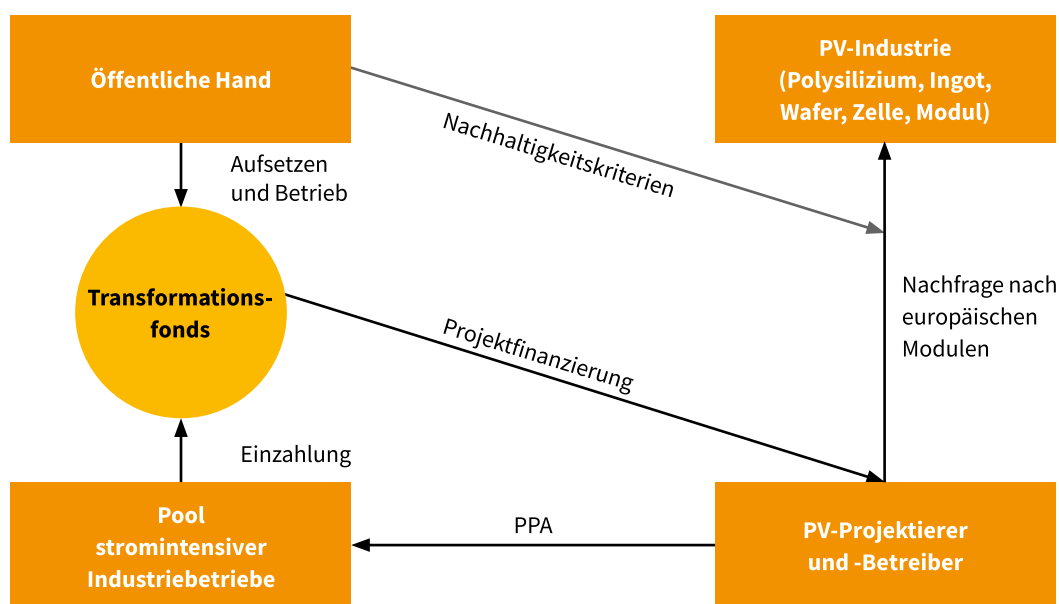 Öffentliche Hand
PV-Industrie
(Polysilizium, Ingot,
Wafer, Zelle, Modul)
Nachhaltigkeitskriterien
Aufsetzen
und Betrieb
Transformations-
fonds
Projektfinanzierung
Nachfrage nach
europäischen
Modulen
Einzahlung
Pool
stromintensiver
Industriebetriebe
PPA
PV-Projektierer
und -Betreiber